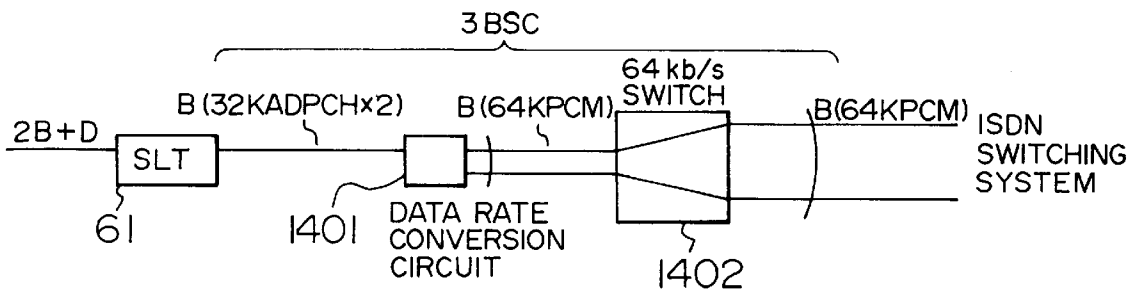 3 BSC
64 kb/s
SWITCH
B(32KADPCH×2)
B(64KPCM)
B(64KPCM)
2B+D
SLT
ISDN
SWITCHING
SYSTEM
61
1401
DATA RATE
CONVERSION
CIRCUIT
1402